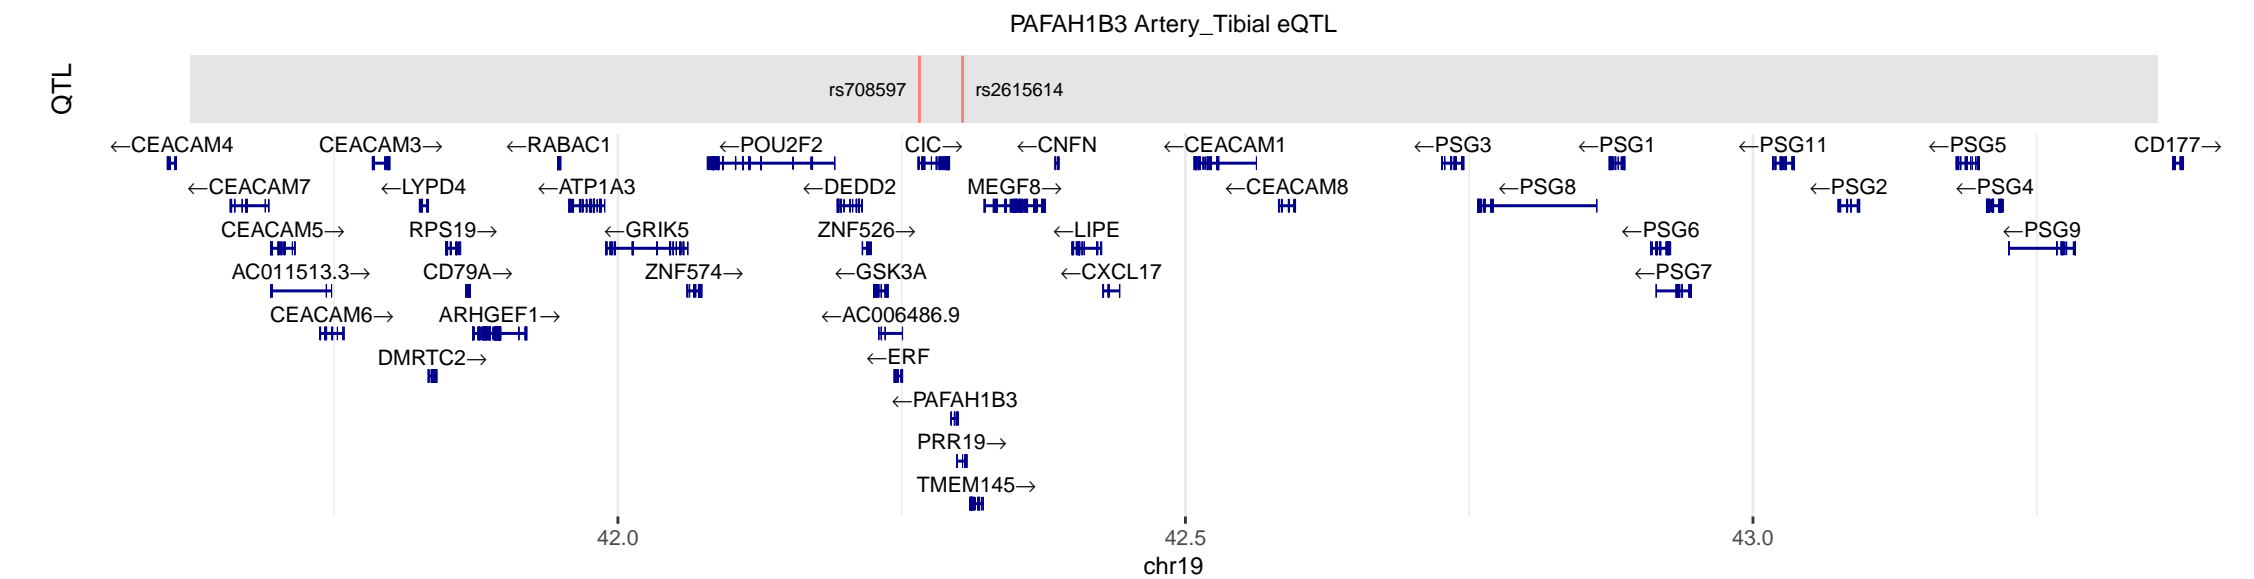 PAFAH1B3 Artery_Tibial eQTL
QTL
rs708597 rs2615614
←CEACAM4 CEACAM3→ ←RABAC1 ←POU2F2 CIC→ ←CNFN ←CEACAM1 ←PSG3 ←PSG1 ←PSG11 ←PSG5 CD177→
←CEACAM7 ←LYPD4 ←ATP1A3 ←DEDD2 MEGF8→ ←CEACAM8 ←PSG8 ←PSG2 ←PSG4
CEACAM5→ RPS19→ ←GRIK5 ZNF526→ ←LIPE ←PSG6 ←PSG9
AC011513.3→ CD79A→ ZNF574→ ←GSK3A ←CXCL17 ←PSG7
CEACAM6→ ARHGEF1→ ←AC006486.9
DMRTC2→ ←ERF
←PAFAH1B3
PRR19→
TMEM145→
42.0 42.5 43.0
chr19